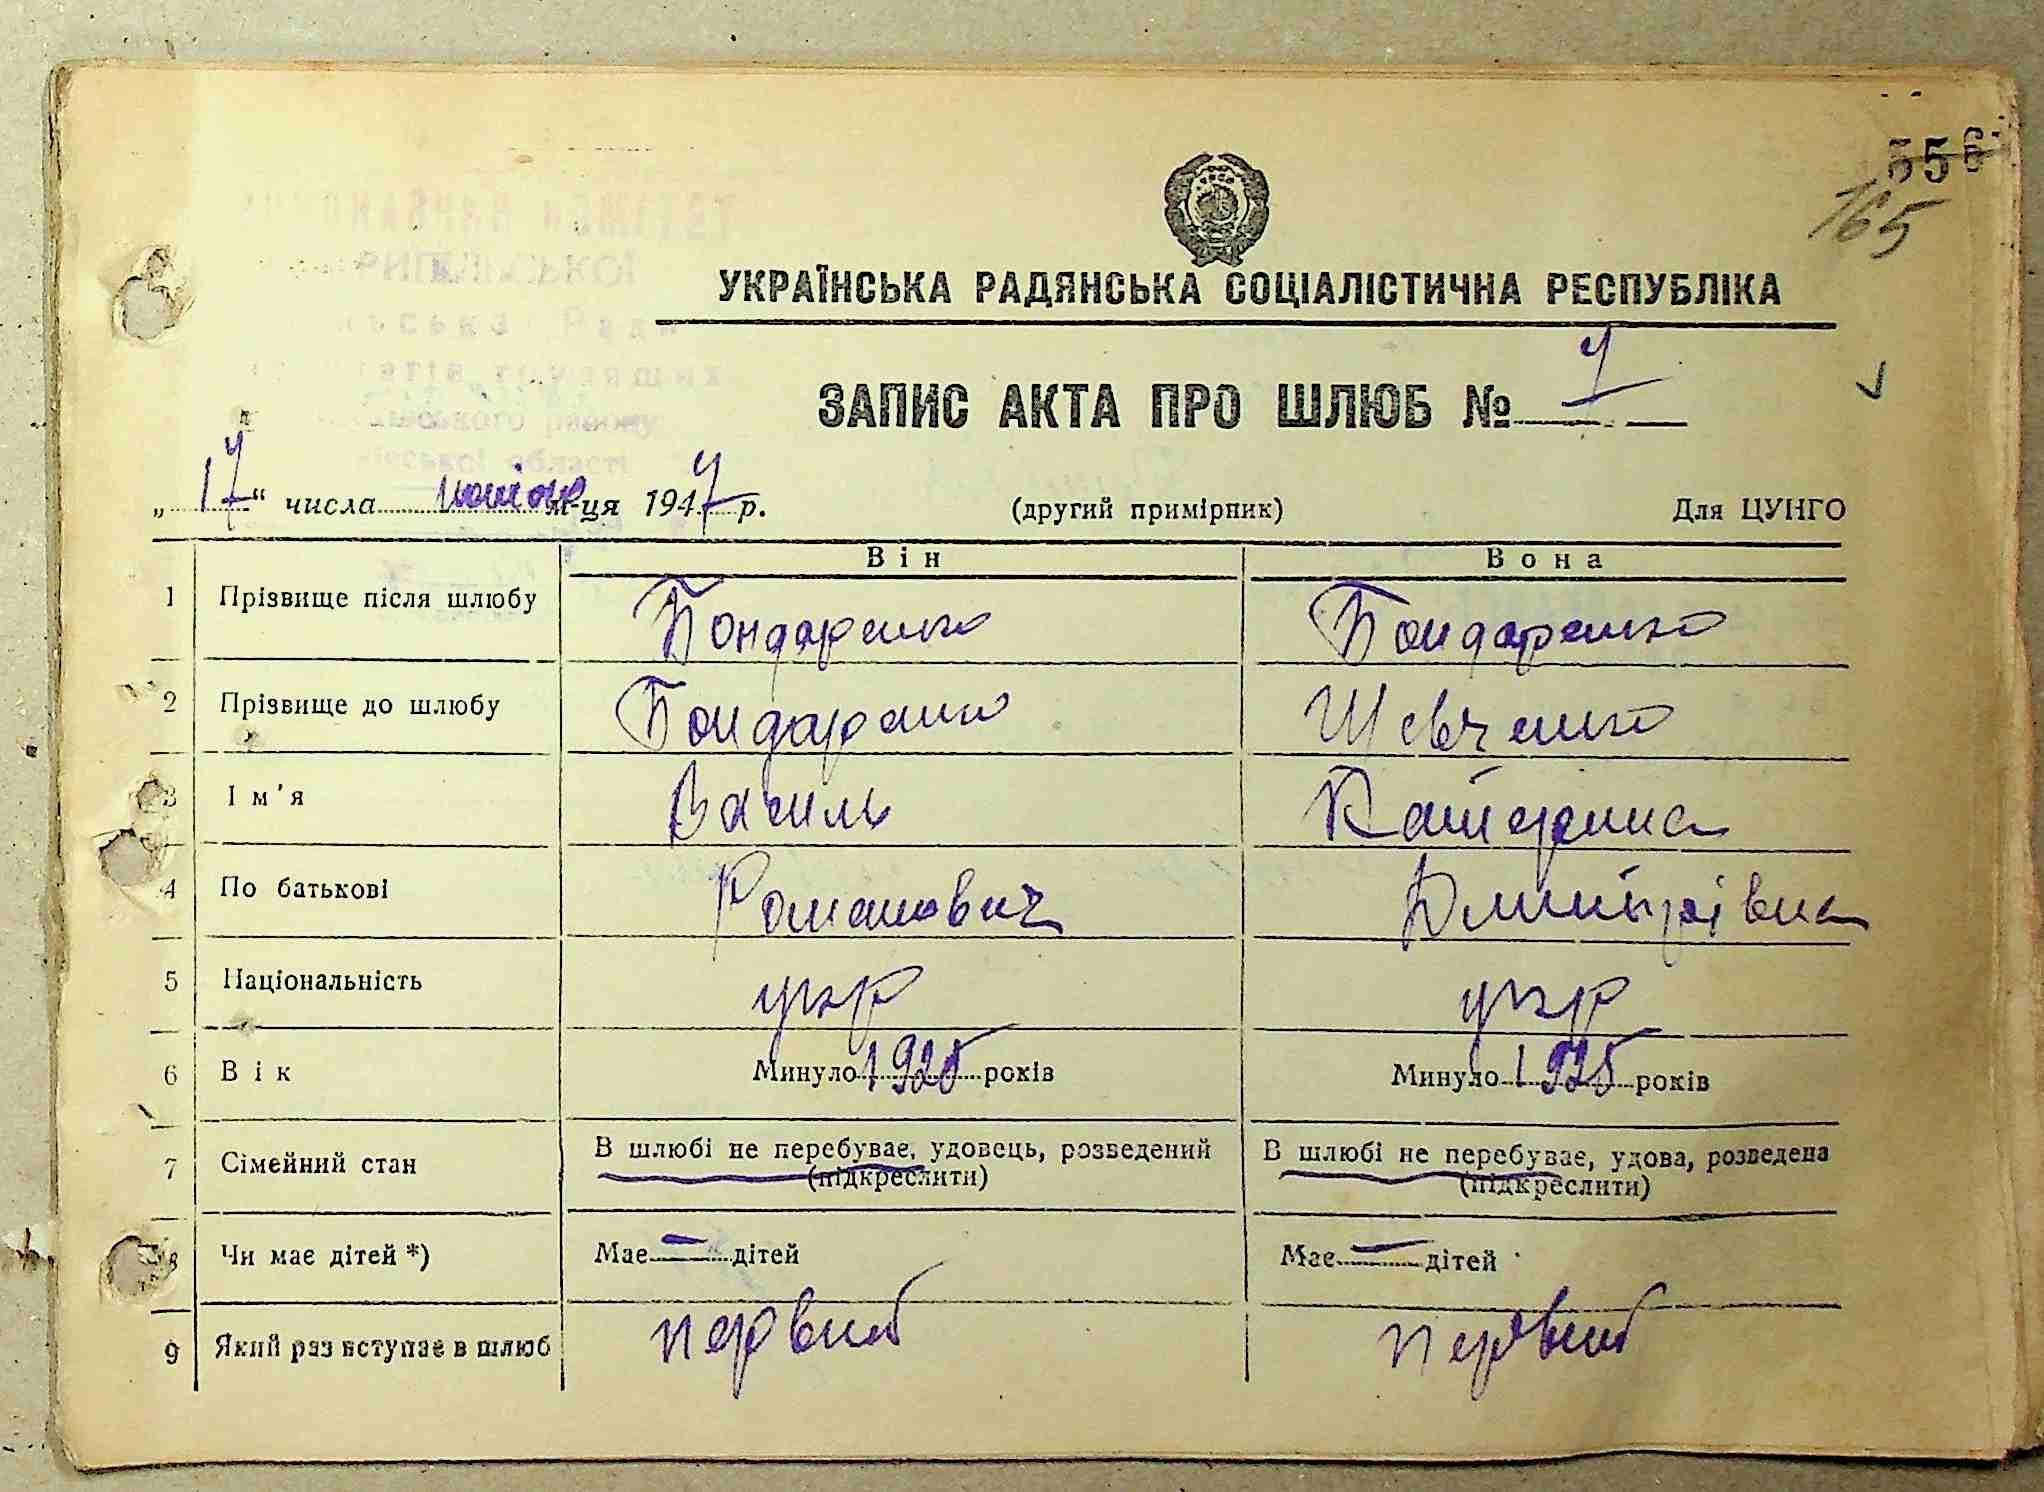 556
165
УКРАЇНСЬКА РАДЯНСЬКА СОЦІАЛІСТИЧНА РЕСПУБЛІКА
ЗАПИС АКТА ПРО ШЛЮБ № 7
„17“ числа м-ця 1947 р. (другий примірник) Для ЦУНГО
Він Вона
1 Прізвище після шлюбу Бондаренко Бондаренко
2 Прізвище до шлюбу Бондаренко Шевченко
3 Ім'я Василь Катерина
4 По батькові Романович Дмитрівна
5 Національність укр укр
6 Вік Минуло 1925 років Минуло 1925 років
7 Сімейний стан В шлюбі не перебуває, удовець, розведений В шлюбі не перебуває, удова, розведена
(підкреслити) (підкреслити)
8 Чи має дітей *) Має — дітей Має — дітей
9 Який раз вступає в шлюб первий первий